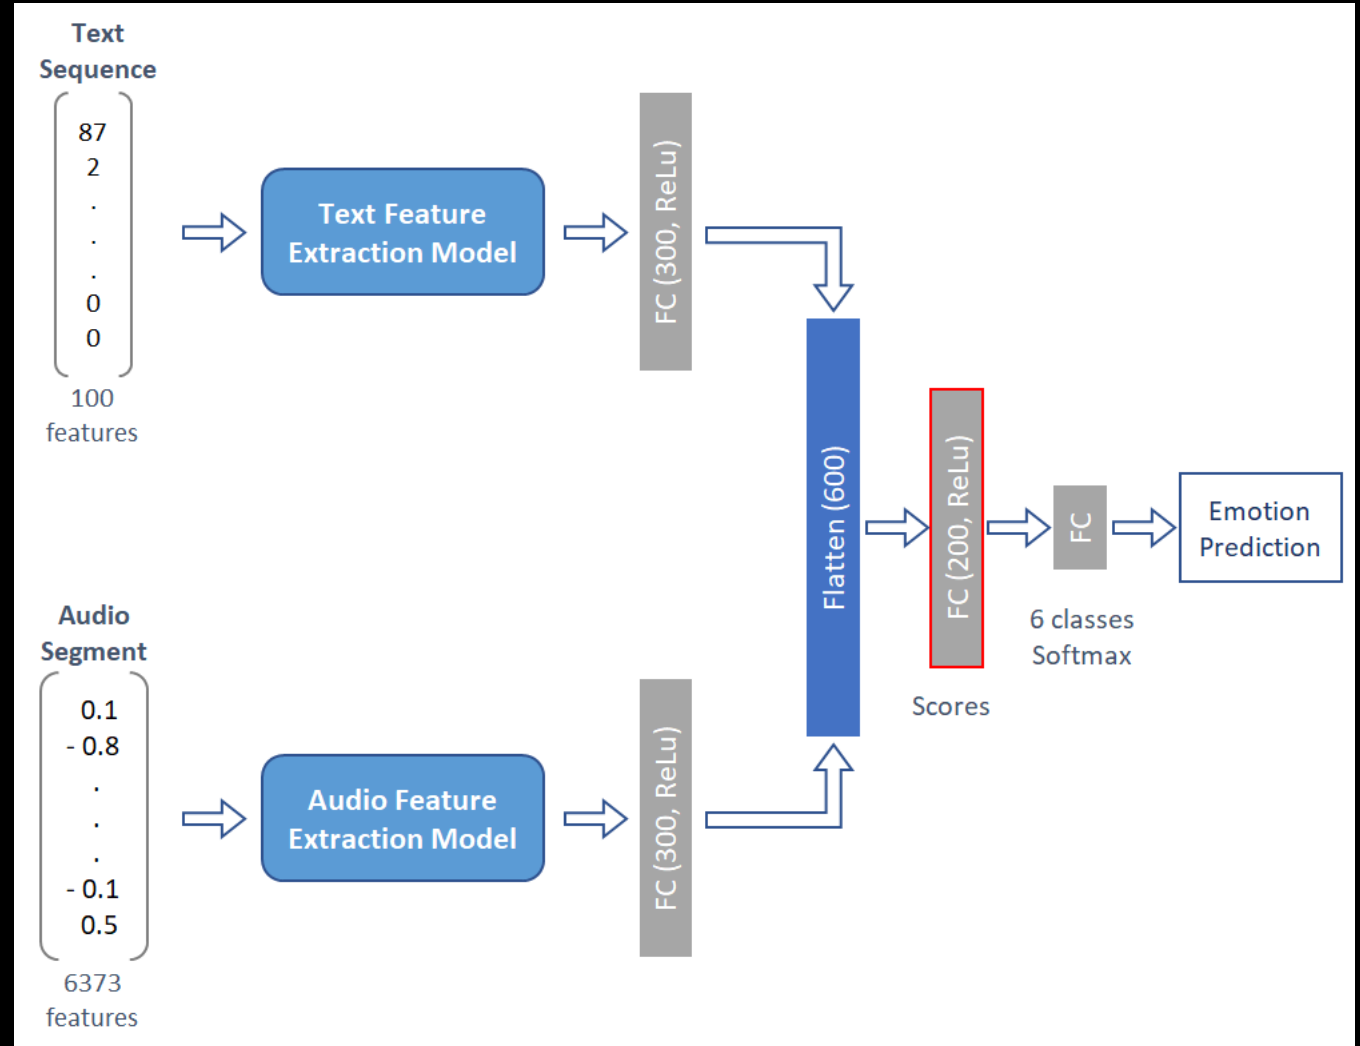 Text
Sequence
87
2
.
.
.
0
0
100
features
Text Feature
Extraction Model
FC (300, ReLu)
Audio
Segment
0.1
- 0.8
.
.
.
- 0.1
0.5
6373
features
Audio Feature
Extraction Model
FC (300, ReLu)
Flatten (600)
FC (200, ReLu)
Scores
FC
6 classes
Softmax
Emotion
Prediction